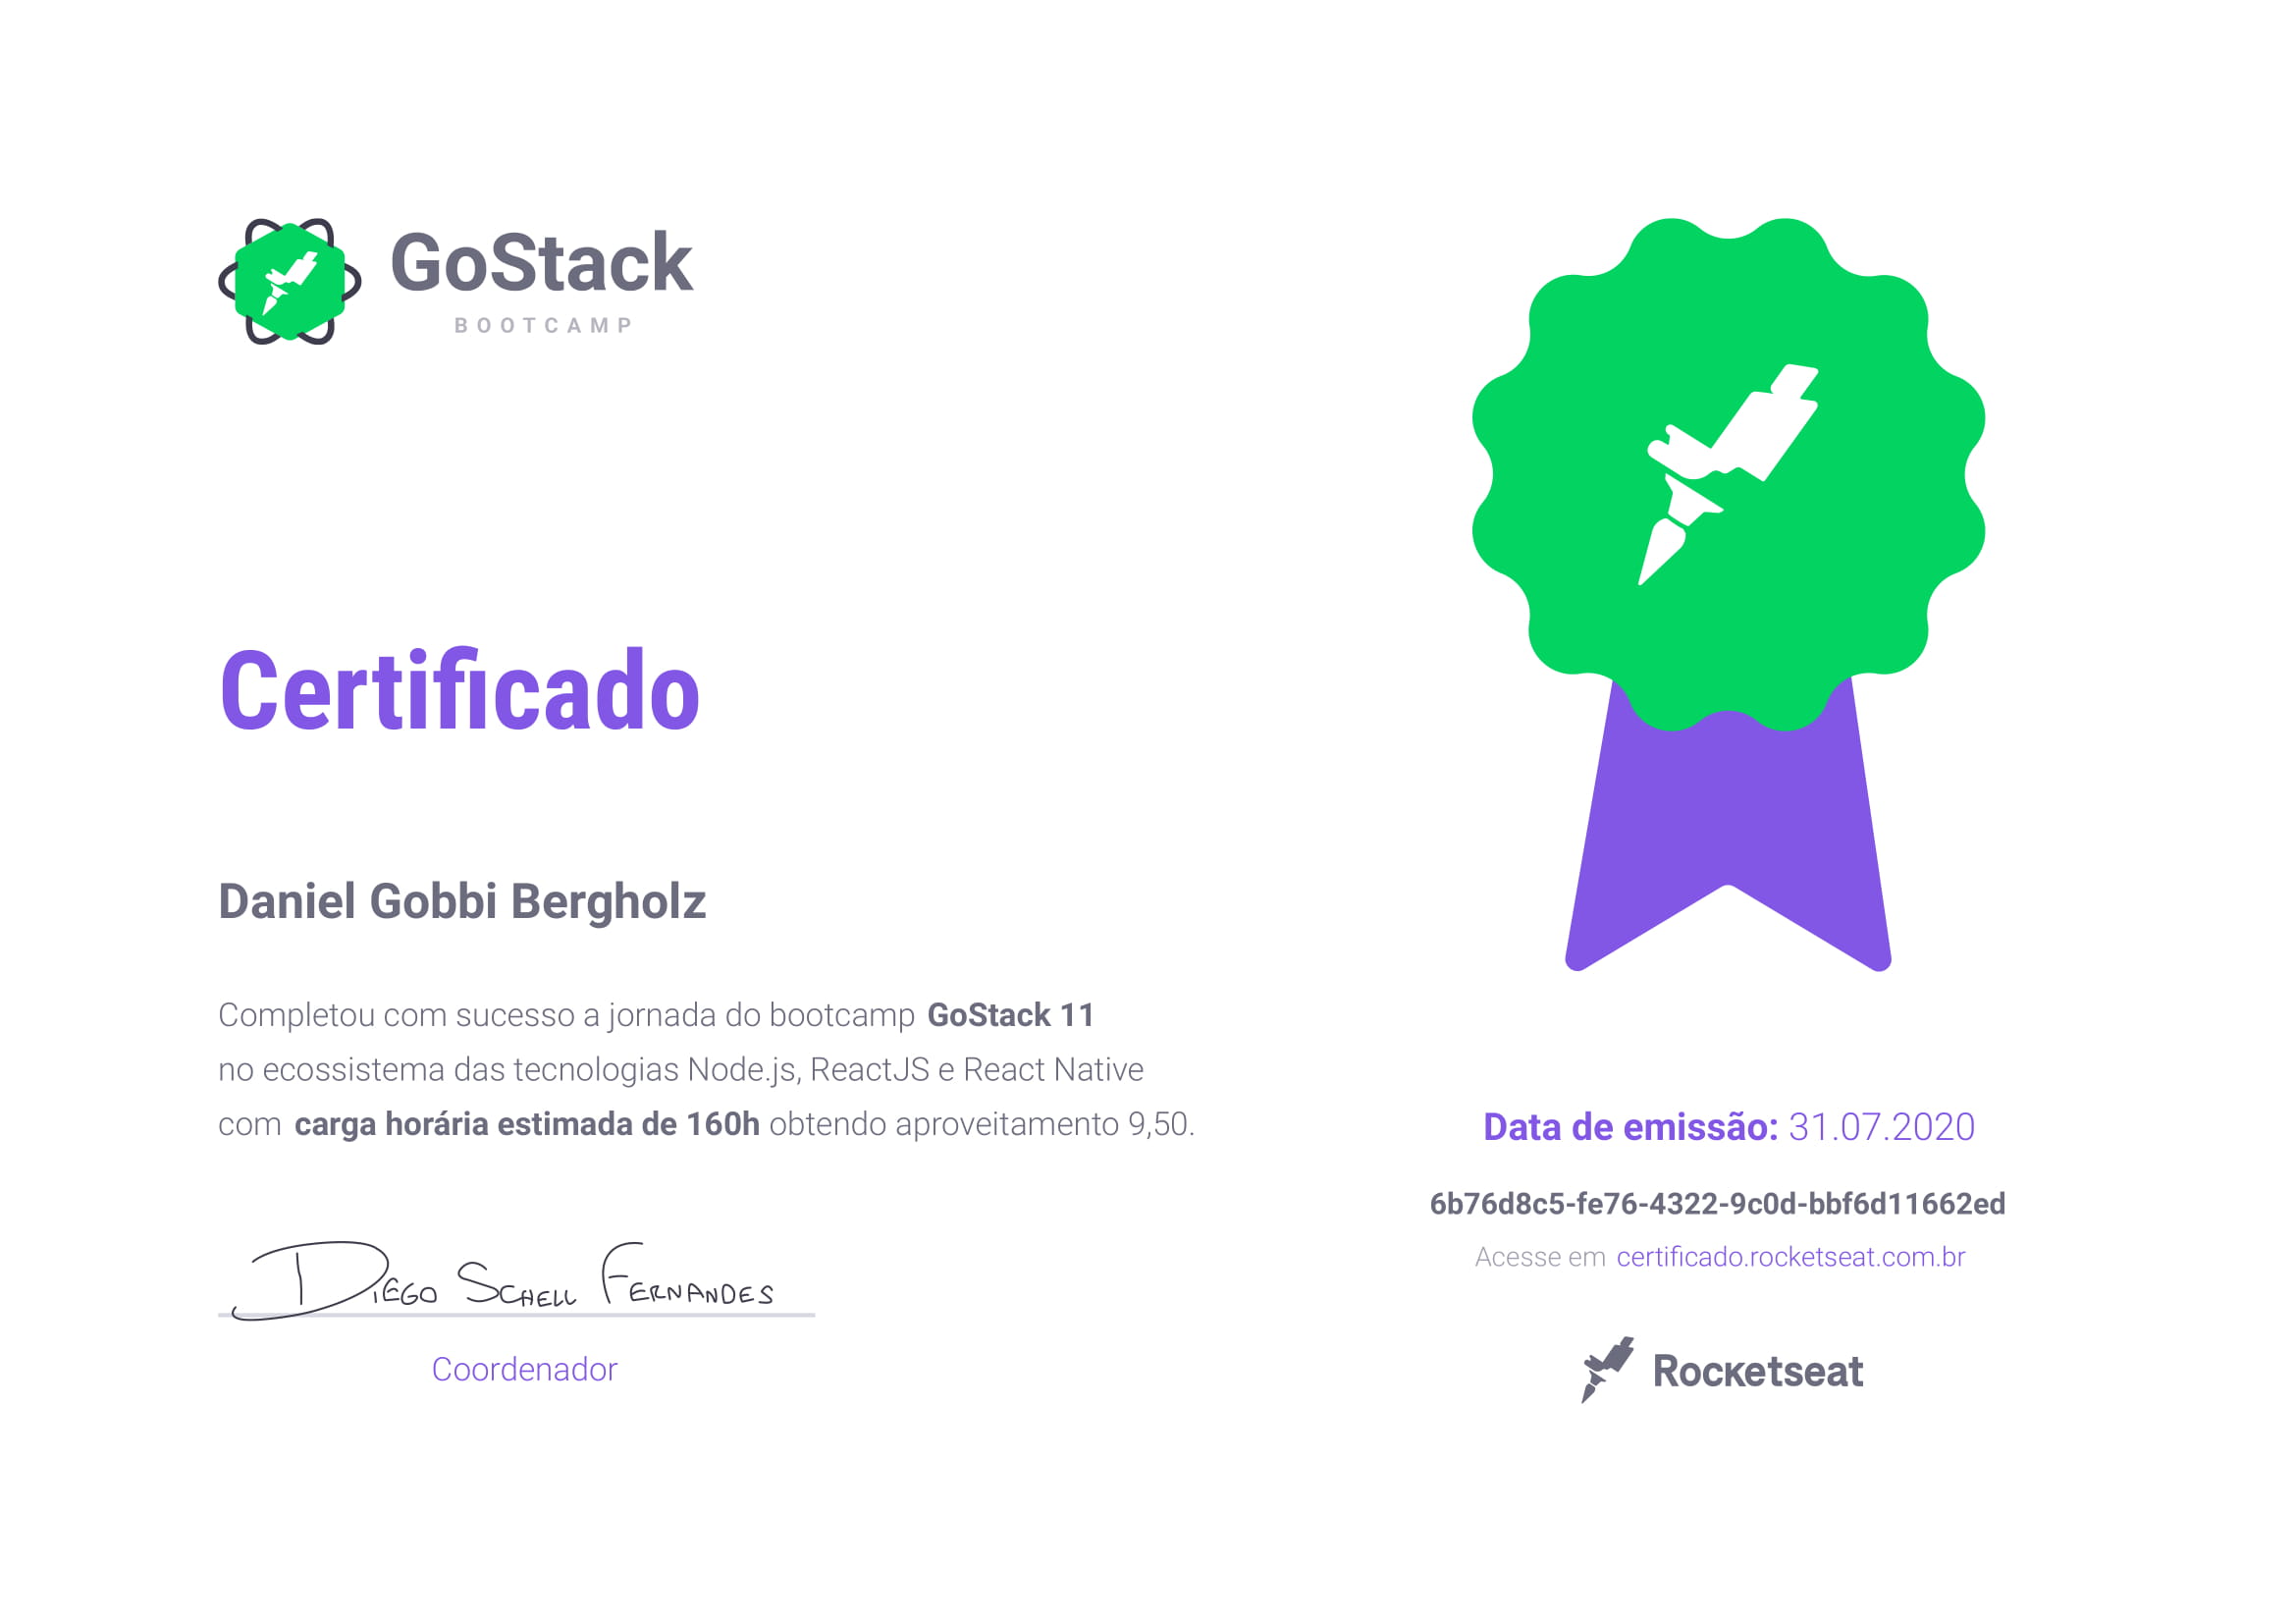 GoStack
BOOTCAMP
Certificado
Daniel Gobbi Bergholz
Completou com sucesso a jornada do bootcamp GoStack 11
no ecossistema das tecnologias Node.js, ReactJS e React Native
com carga horária estimada de 160h obtendo aproveitamento 9,50.
Diego Schell Fernandes
Coordenador
Data de emissão: 31.07.2020
6b76d8c5-fe76-4322-9c0d-bbf6d11662ed
Acesse em certificado.rocketseat.com.br
Rocketseat